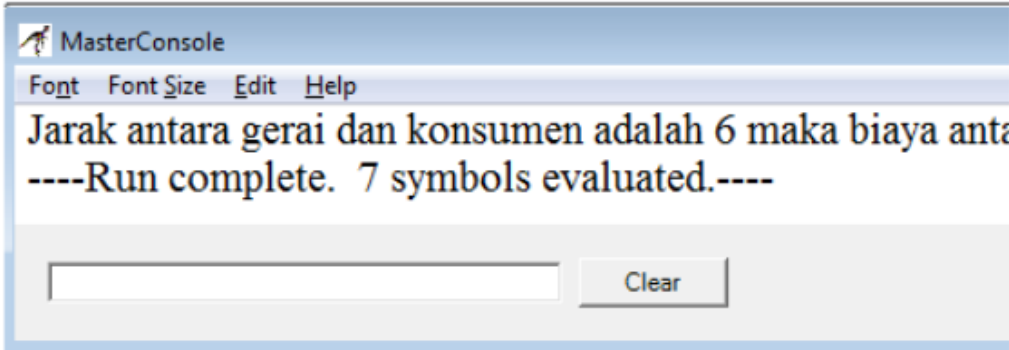 MasterConsole
Font Font Size Edit Help
Jarak antara gerai dan konsumen adalah 6 maka biaya
----Run complete. 7 symbols evaluated.----
Clear